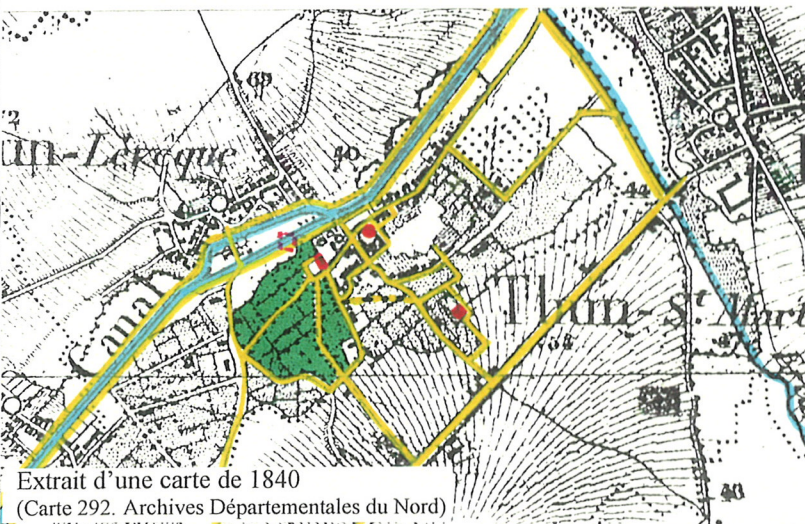 un-Lévêque
40
44
Thun-St Mart
Canal
Extrait d'une carte de 1840
(Carte 292. Archives Départementales du Nord)